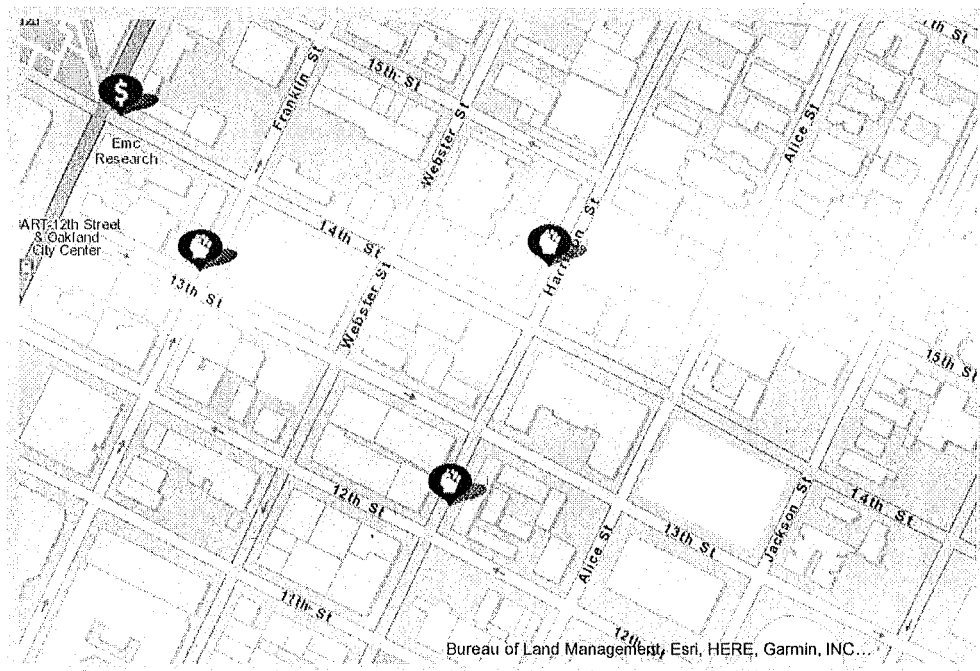 17th St
15th St
Franklin St
Webster St
Alice St
$
Emc
Research
ART-12th Street
& Oakland
City Center
14th St
Harrison St
13th St
Webster St
15th St
12th St
14th St
13th St
Jackson St
Alice St
11th St
12th
Bureau of Land Management, Esri, HERE, Garmin, INC...